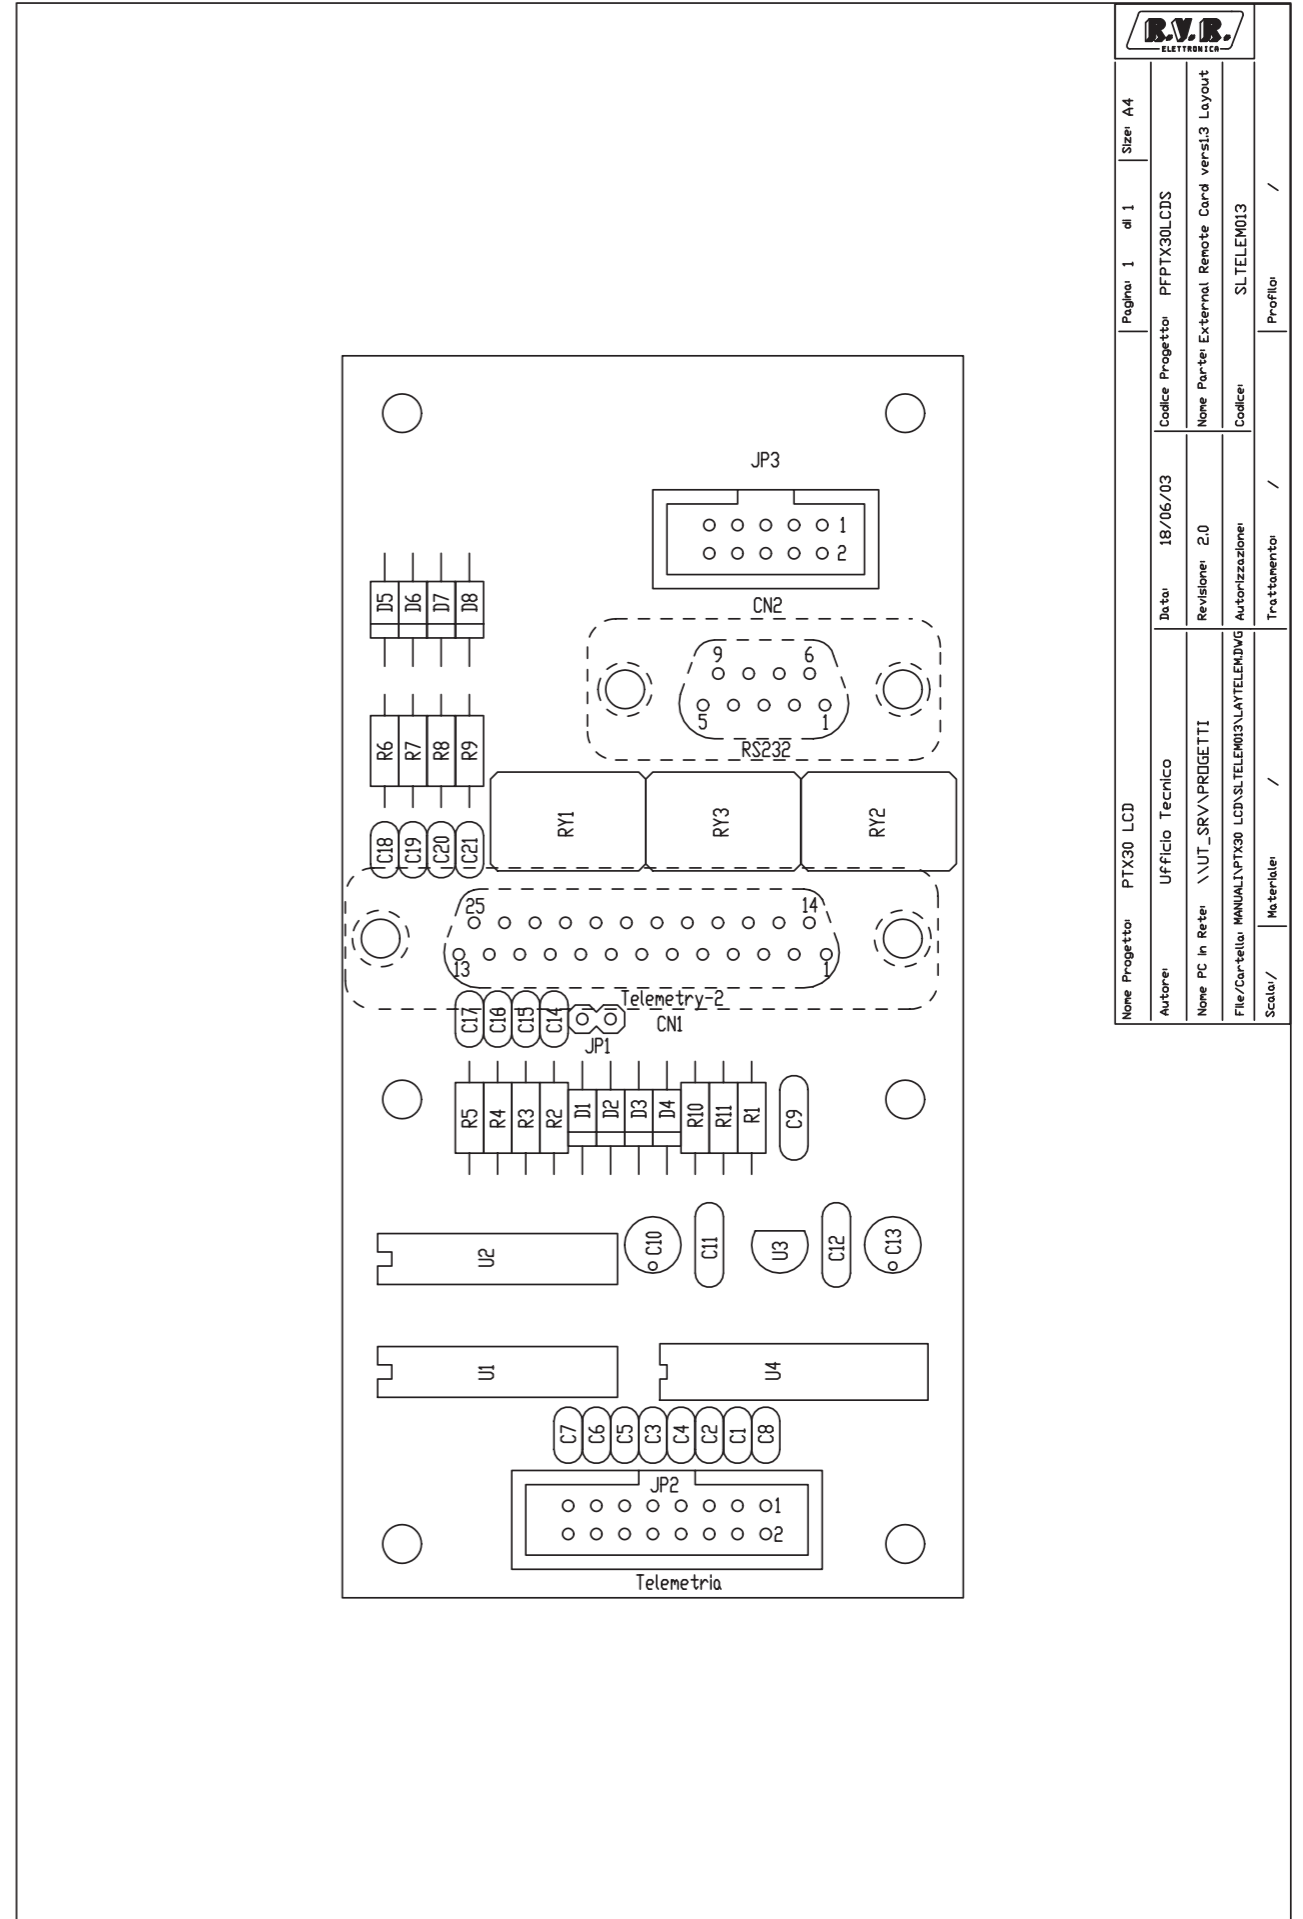 R.V.R.
ELETTRONICA
Nome Progetto: PTX30 LCD
Pagina: 1 di 1
Size: A4
Autore: Ufficio Tecnico
Data: 18/06/03
Codice Progetto: PFPTX30LCDS
Nome PC in Rete: \\UT_SRV\PROGETTI
Revisione: 2.0
Nome Parte: External Remote Card vers1.3 Layout
File/Cartella: MANUALI\PTX30 LCD\SLTELEM013\LAYTELEM.DWG
Autorizzazione:
Codice: SLTELEM013
Scala: /
Materiale: /
Trattamento: /
Profilo: /
JP3
1
2
D5 D6 D7 D8
CN2
9 6
5 1
RS232
R6 R7 R8 R9
RY1 RY3 RY2
C18 C19 C20 C21
25 14
13 1
Telemetry-2
CN1
C17 C16 C15 C14
JP1
R5 R4 R3 R2 D1 D2 D3 D4 R10 R11 R1 C9
U2 C10 C11 U3 C12 C13
U1 U4
C7 C6 C5 C3 C4 C2 C1 C8
JP2
1
2
Telemetria